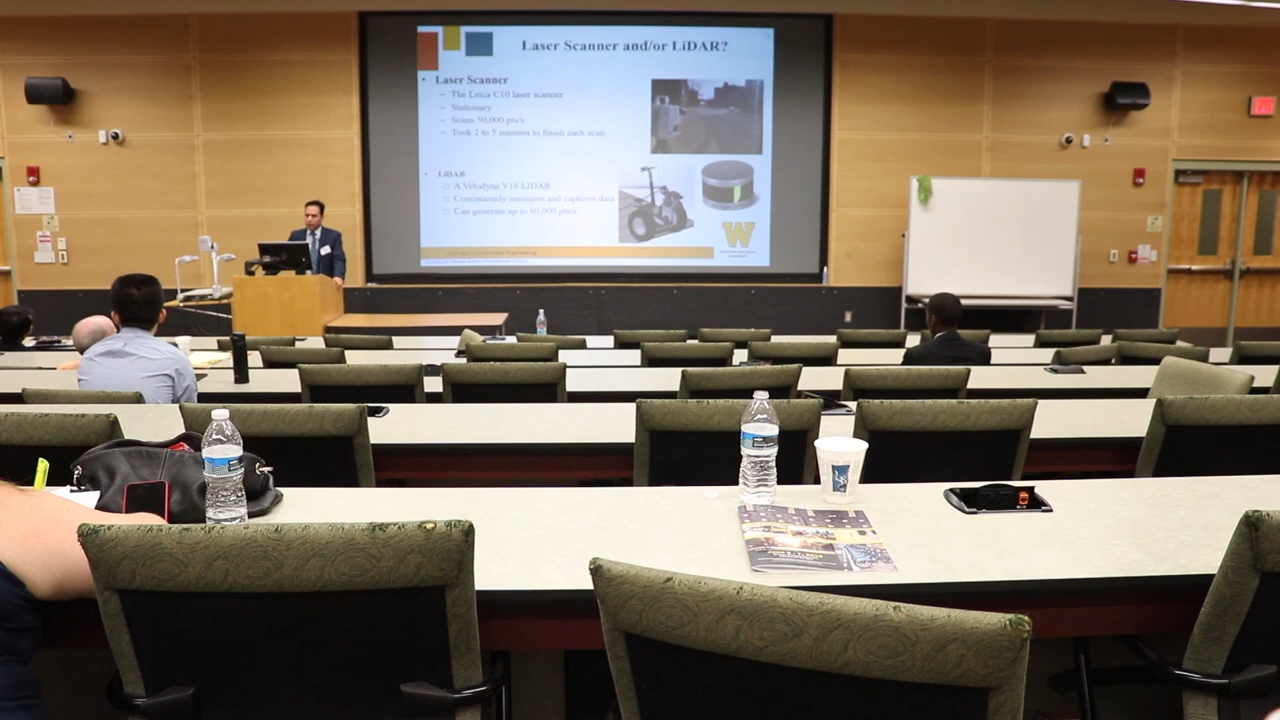 Laser Scanner and/or LiDAR?
• Laser Scanner
– The Leica C10 laser scanner
– Stationary
– Scans 50,000 pts/s
– Took 2 to 5 minutes to finish each scan
• LiDAR
□ A Velodyne V16 LIDAR
□ Continuously measures and captures data
□ Can generate up to 60,000 pts/s
W